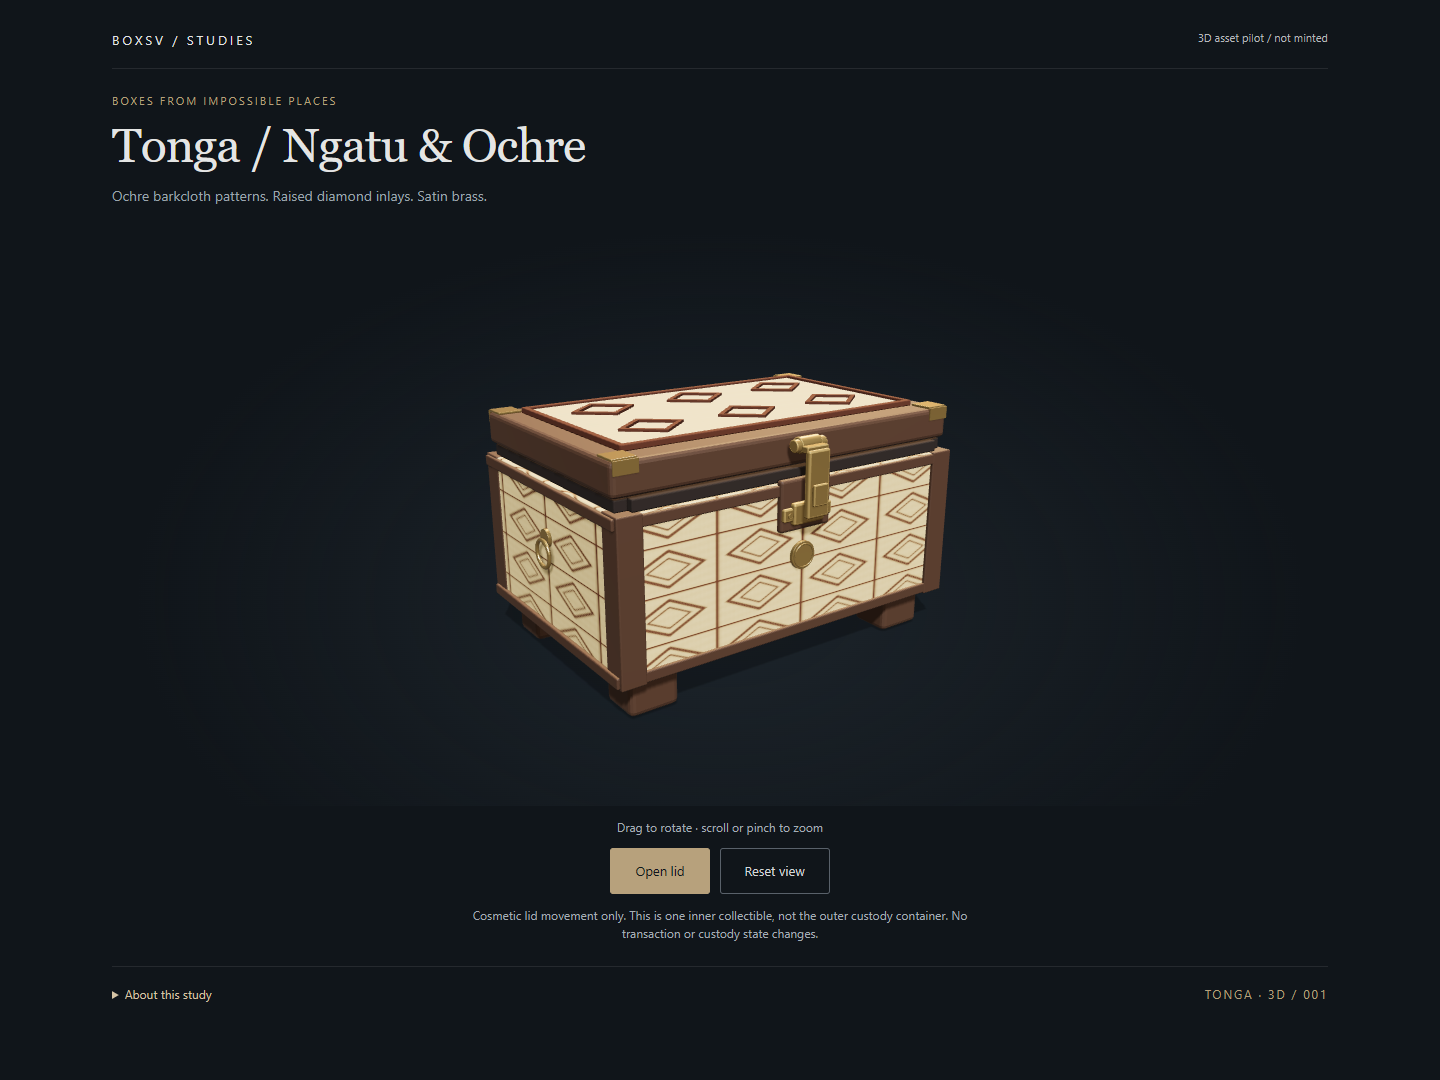 BOXSV / STUDIES
3D asset pilot / not minted
BOXES FROM IMPOSSIBLE PLACES
Tonga / Ngatu & Ochre
Ochre barkcloth patterns. Raised diamond inlays. Satin brass.
Drag to rotate · scroll or pinch to zoom
Open lid
Reset view
Cosmetic lid movement only. This is one inner collectible, not the outer custody container. No
transaction or custody state changes.
About this study
TONGA · 3D / 001